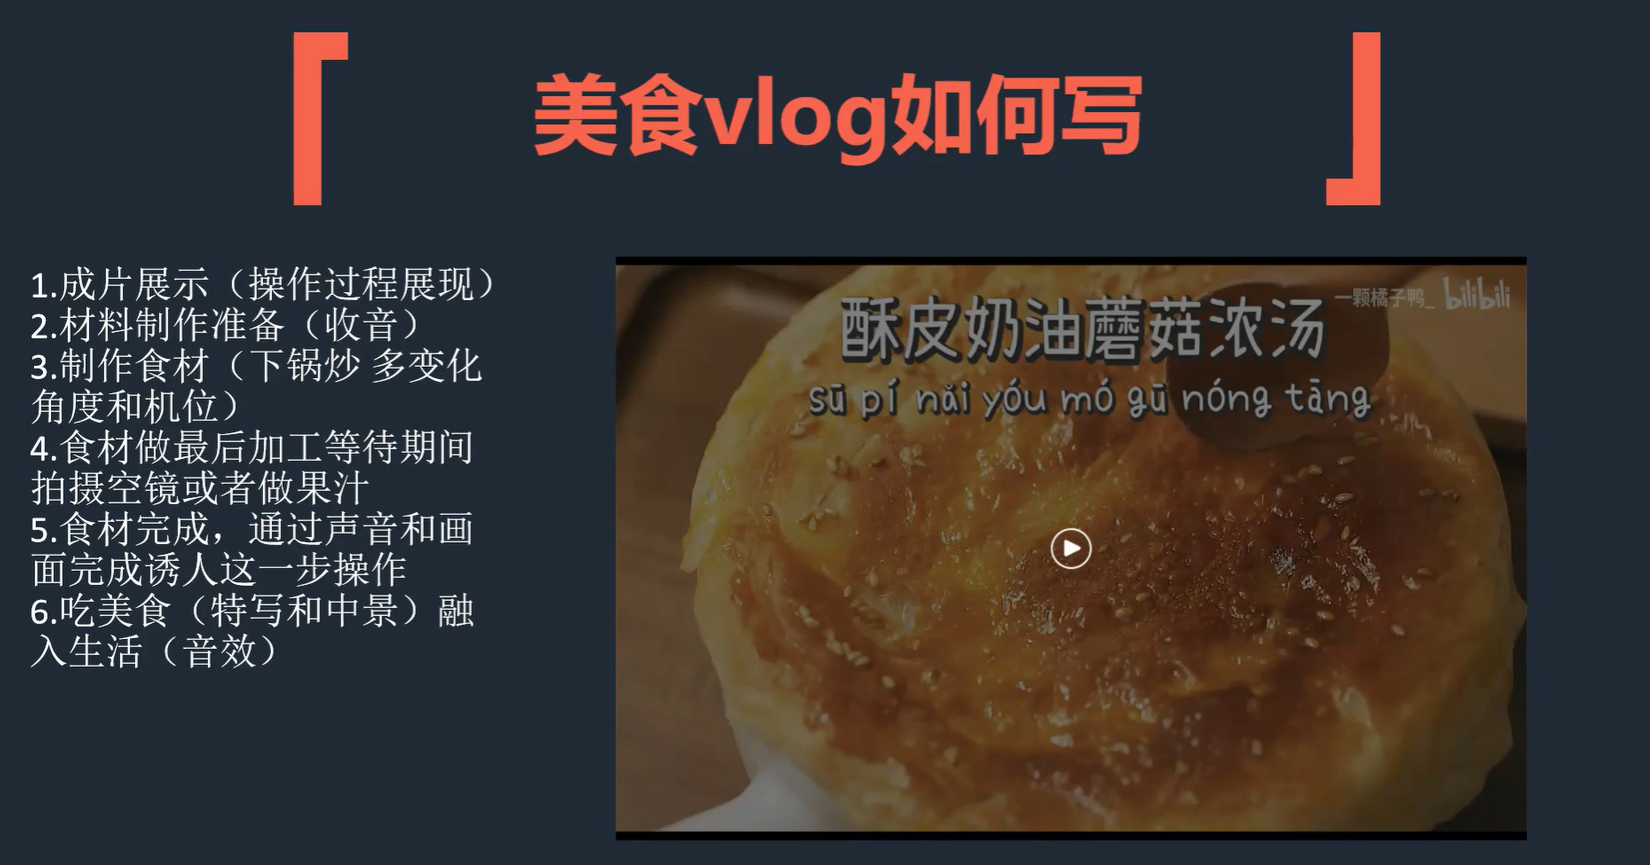 美食vlog如何写
1.成片展示（操作过程展现）
2.材料制作准备（收音）
3.制作食材（下锅炒 多变化
角度和机位）
4.食材做最后加工等待期间
拍摄空镜或者做果汁
5.食材完成，通过声音和画
面完成诱人这一步操作
6.吃美食（特写和中景）融
入生活（音效）
一颗橘子鸭_ bilibili
酥皮奶油蘑菇浓汤
sū pí nǎi yóu mó gū nóng tāng